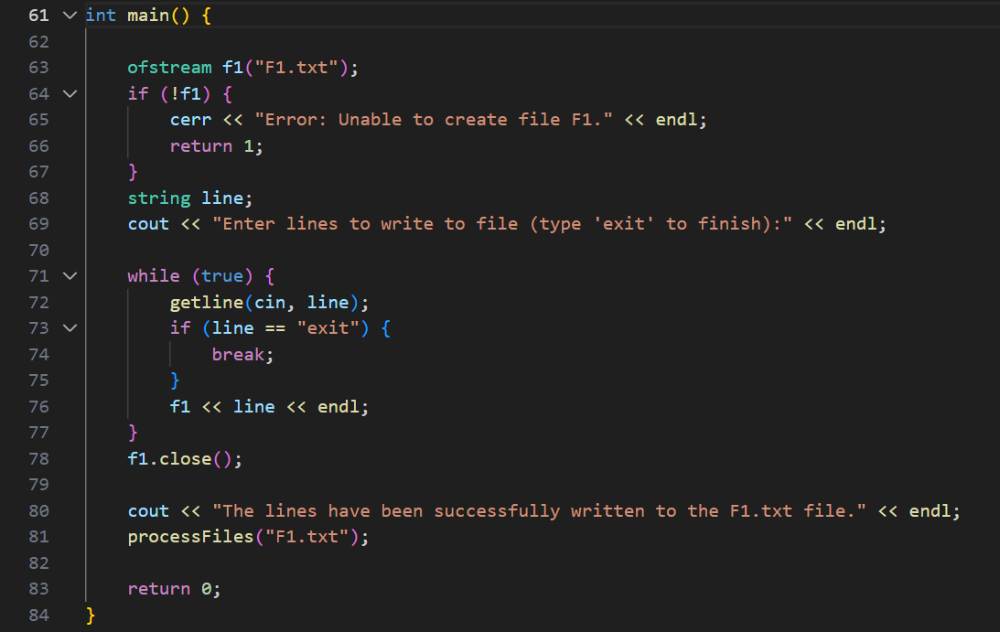 61 int main() {
62
63 ofstream f1("F1.txt");
64 if (!f1) {
65 cerr << "Error: Unable to create file F1." << endl;
66 return 1;
67 }
68 string line;
69 cout << "Enter lines to write to file (type 'exit' to finish):" << endl;
70
71 while (true) {
72 getline(cin, line);
73 if (line == "exit") {
74 break;
75 }
76 f1 << line << endl;
77 }
78 f1.close();
79
80 cout << "The lines have been successfully written to the F1.txt file." << endl;
81 processFiles("F1.txt");
82
83 return 0;
84 }